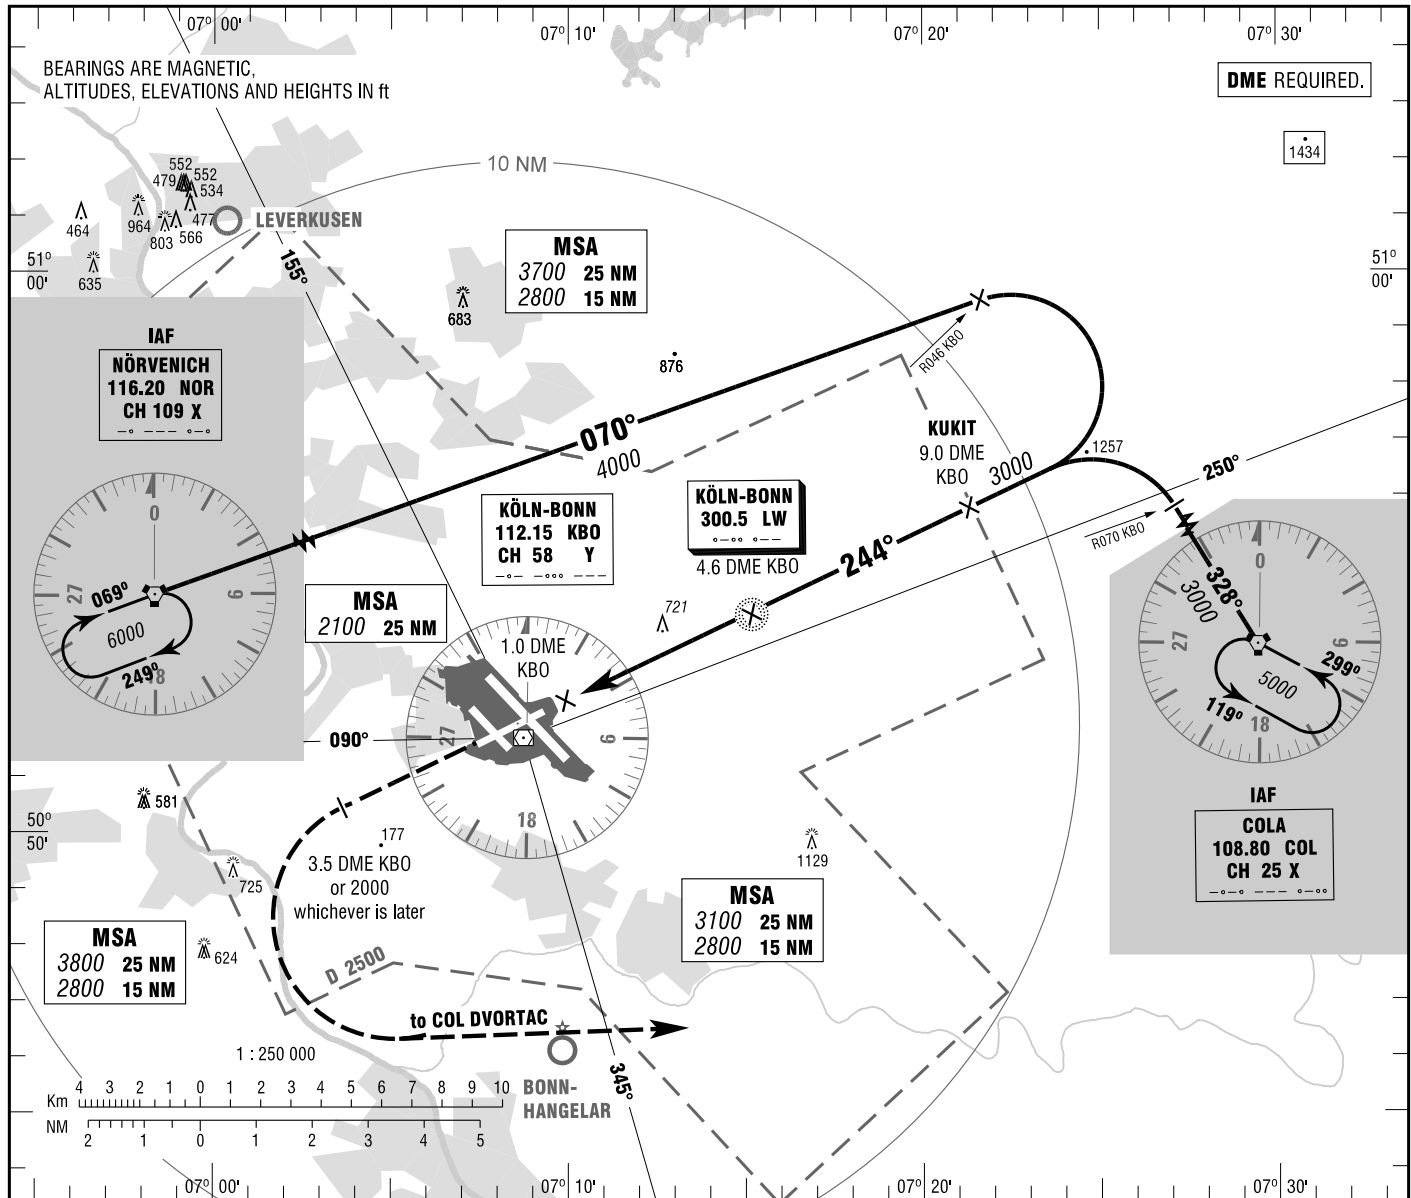 07° 00'
07° 10'
07° 20'
07° 30'
BEARINGS ARE MAGNETIC,
ALTITUDES, ELEVATIONS AND HEIGHTS IN ft
DME REQUIRED.
1434
10 NM
552
479
552
534
477
566
803
964
464
635
LEVERKUSEN
155°
51°
00'
51°
00'
MSA
3700 25 NM
2800 15 NM
683
876
R046 KBO
IAF
NÖRVENICH
116.20 NOR
CH 109 X
070°
4000
KUKIT
9.0 DME
KBO
3000
1257
250°
R070 KBO
KÖLN-BONN
112.15 KBO
CH 58 Y
KÖLN-BONN
300.5 LW
4.6 DME KBO
244°
0
27
9
18
069°
6000
249°
MSA
2100 25 NM
721
1.0 DME
KBO
27
9
18
090°
328°
3000
0
27
9
18
299°
5000
119°
IAF
COLA
108.80 COL
CH 25 X
581
50°
50'
177
3.5 DME KBO
or 2000
whichever is later
725
624
1129
MSA
3100 25 NM
2800 15 NM
MSA
3800 25 NM
2800 15 NM
D 2500
to COL DVORTAC
1 : 250 000
345°
BONN-
HANGELAR
Km
4 3 2 1 0 1 2 3 4 5 6 7 8 9 10
NM
2 1 0 1 2 3 4 5
07° 00'
07° 10'
07° 20'
07° 30'